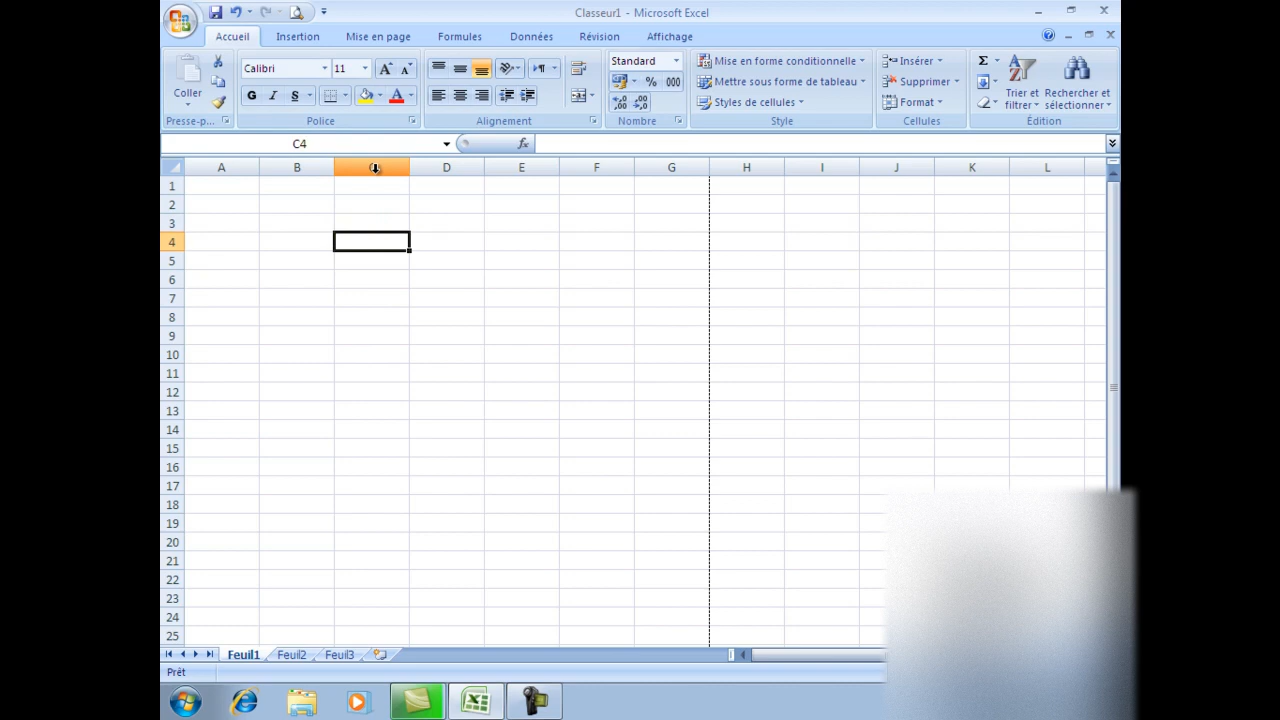 Classeur1 - Microsoft Excel
Accueil Insertion Mise en page Formules Données Révision Affichage
Coller
Calibri 11
G I S
Standard
% 000
Mise en forme conditionnelle
Mettre sous forme de tableau
Styles de cellules
Insérer
Supprimer
Format
Σ
Trier et filtrer
Rechercher et sélectionner
Presse-p... Police Alignement Nombre Style Cellules Édition
C4 fx
A B D E F G H I J K L
1
2
3
4
5
6
7
8
9
10
11
12
13
14
15
16
17
18
19
20
21
22
23
24
25
Feuil1 Feuil2 Feuil3
Prêt